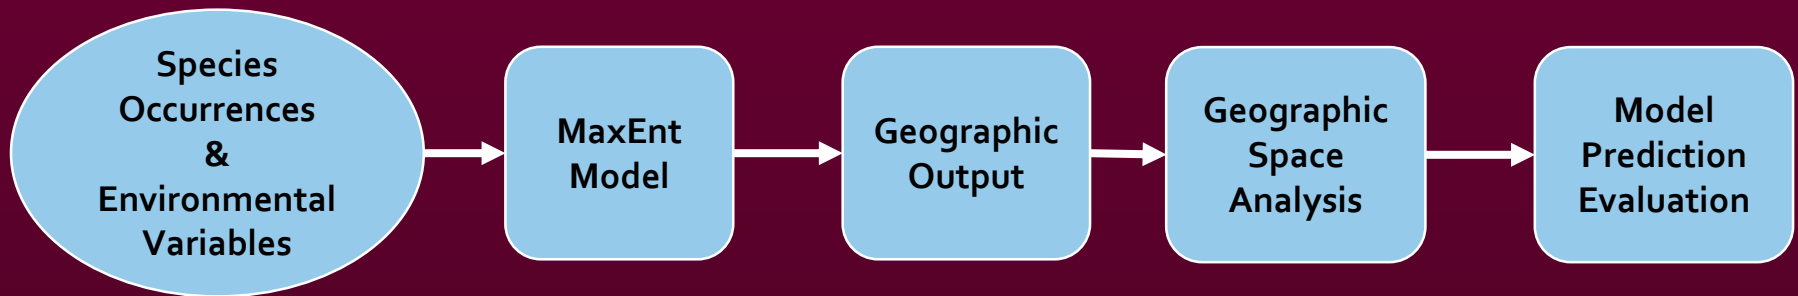 Species
Occurrences
&
Environmental
Variables
MaxEnt
Model
Geographic
Output
Geographic
Space
Analysis
Model
Prediction
Evaluation